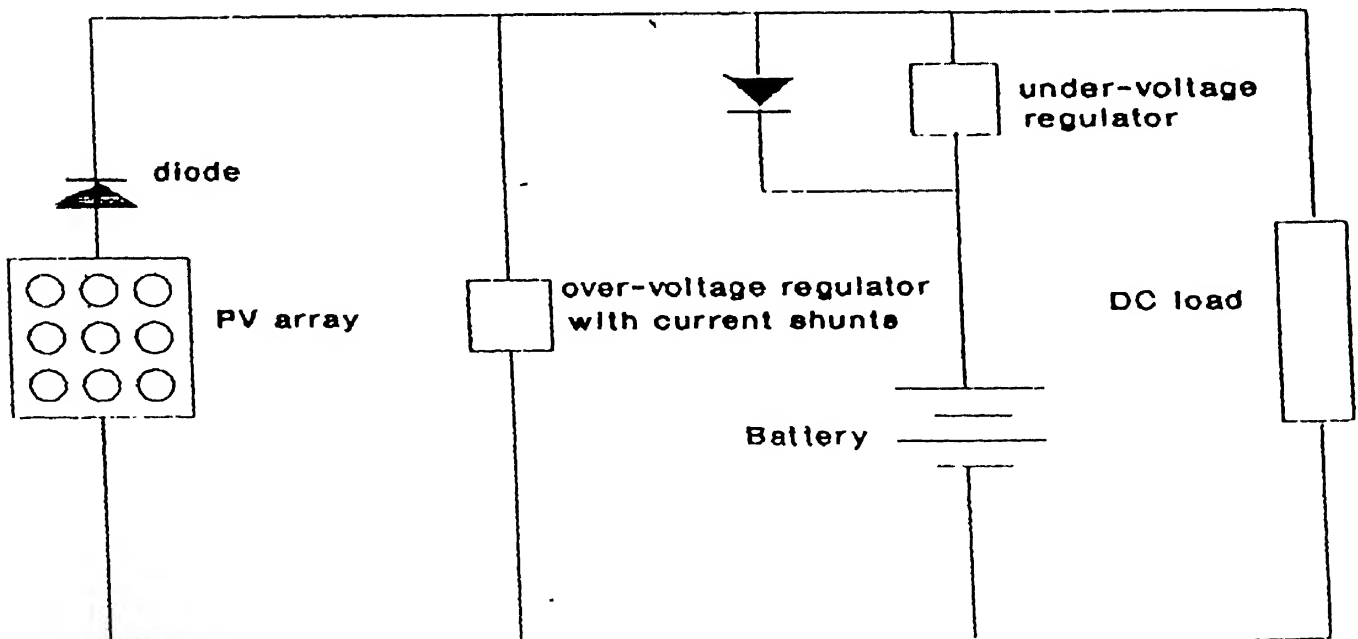 diode
PV array
over-voltage regulator
with current shunts
under-voltage
regulator
Battery
DC load